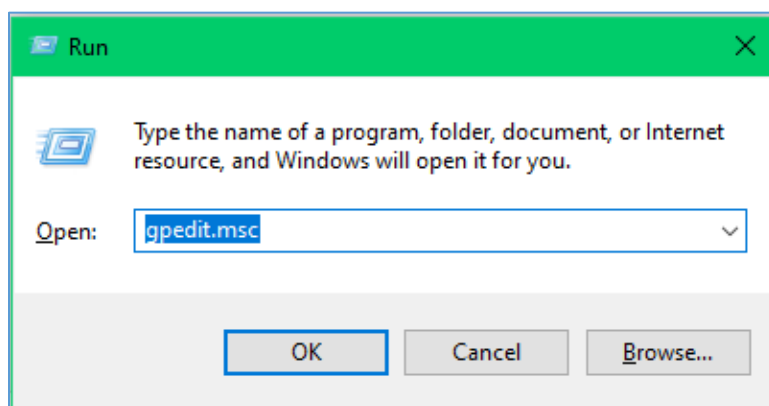 Run
Type the name of a program, folder, document, or Internet
resource, and Windows will open it for you.
Open: gpedit.msc
OK Cancel Browse...